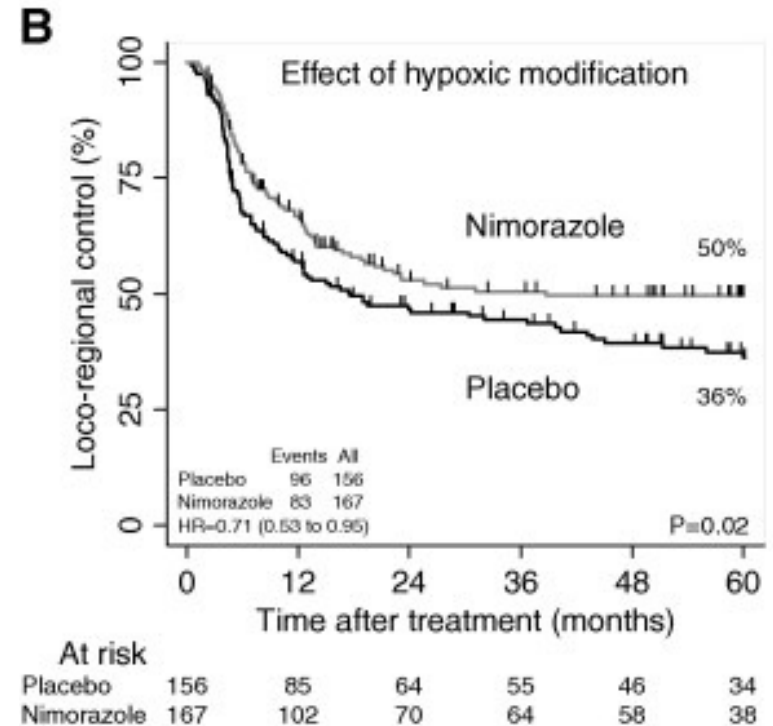 B
Effect of hypoxic modification
Loco-regional control (%)
100
75
50
25
0
Nimorazole
50%
Placebo
36%
Events All
Placebo 96 156
Nimorazole 83 167
HR=0.71 (0.53 to 0.95)
P=0.02
0 12 24 36 48 60
Time after treatment (months)
At risk
Placebo 156 85 64 55 46 34
Nimorazole 167 102 70 64 58 38